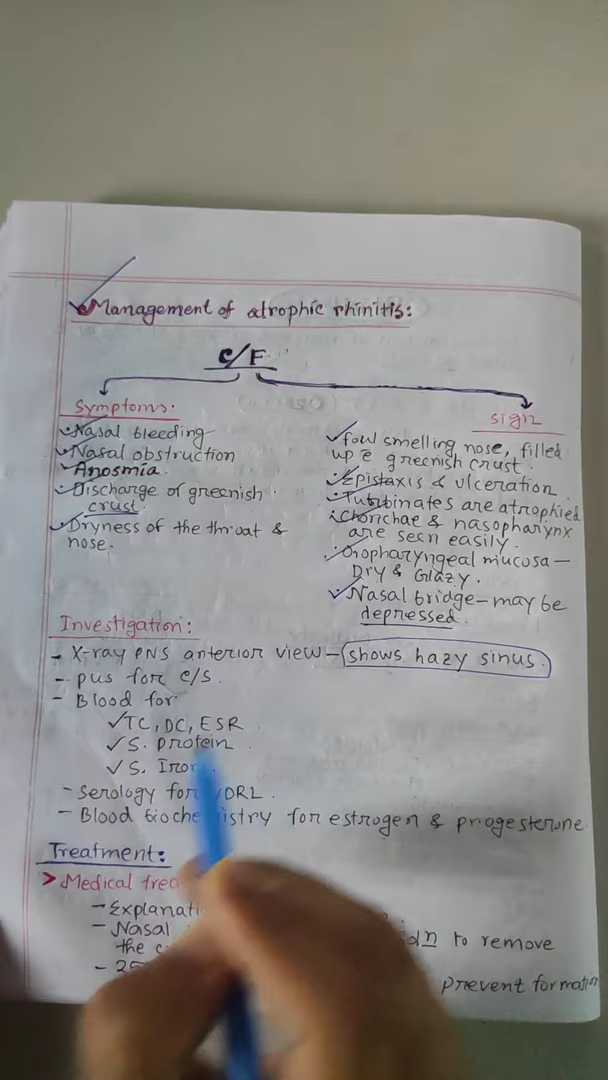 Management of atrophic rhinitis:
C/F
Symptoms.
Nasal bleeding
Nasal obstruction
Anosmia.
Discharge of greenish
crust.
Dryness of the throat &
nose.
sign
foul smelling nose, filled
up c̄ greenish crust.
Epistaxis & ulceration.
Turbinates are atrophied
Chonchae & nasopharynx
are seen easily.
Oropharyngeal mucosa—
Dry & Glazy.
Nasal bridge—may be
depressed.
Investigation:
- X-ray PNS anterior view—shows hazy sinus.
- pus for c/s.
- Blood for
✓ TC, DC, ESR
✓ S. protein
✓ S. Iron
- Serology for VDRL.
- Blood biochemistry for estrogen & progesterone.
Treatment:
> Medical
-
- Nasal to remove
the
- 25 prevent formation